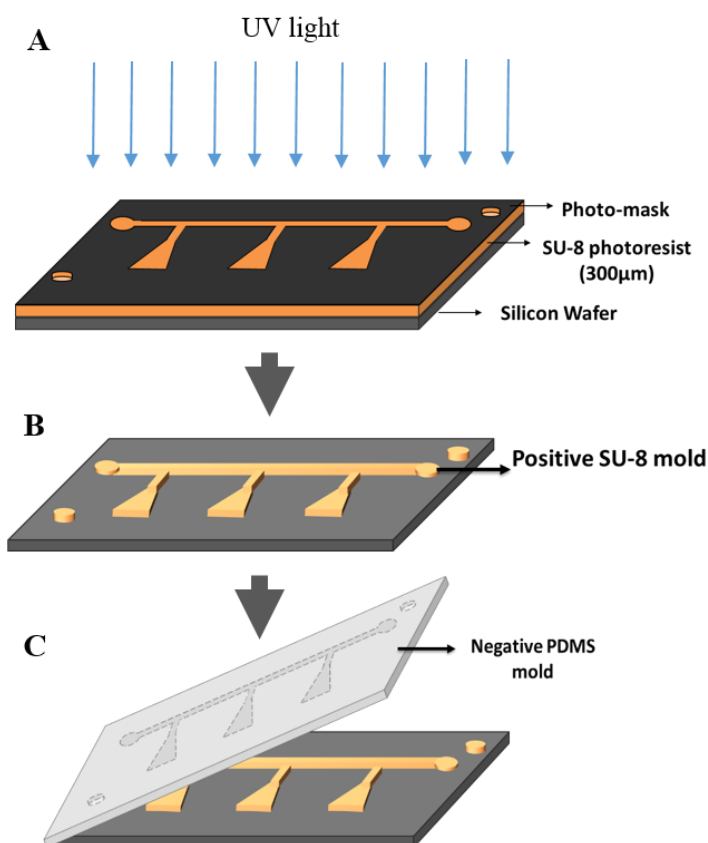 A
UV light
Photo-mask
SU-8 photoresist
(300µm)
Silicon Wafer
B
Positive SU-8 mold
C
Negative PDMS
mold